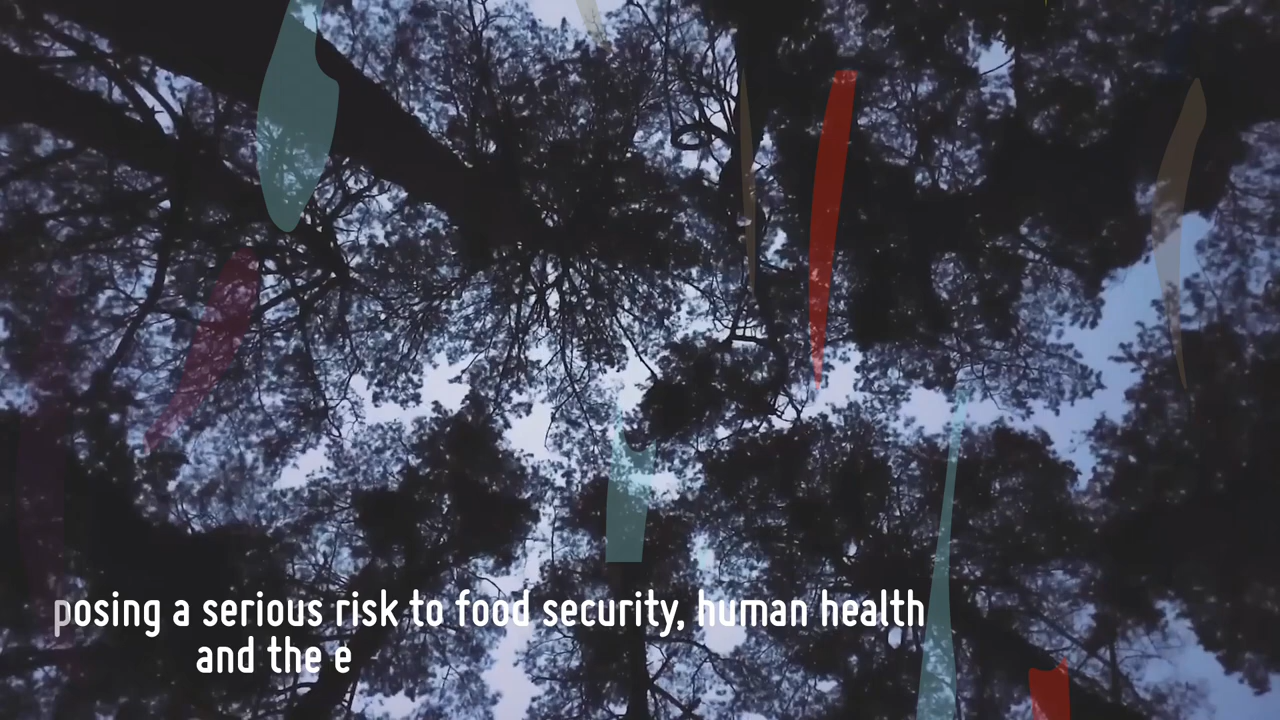 posing a serious risk to food security, human health
and the e